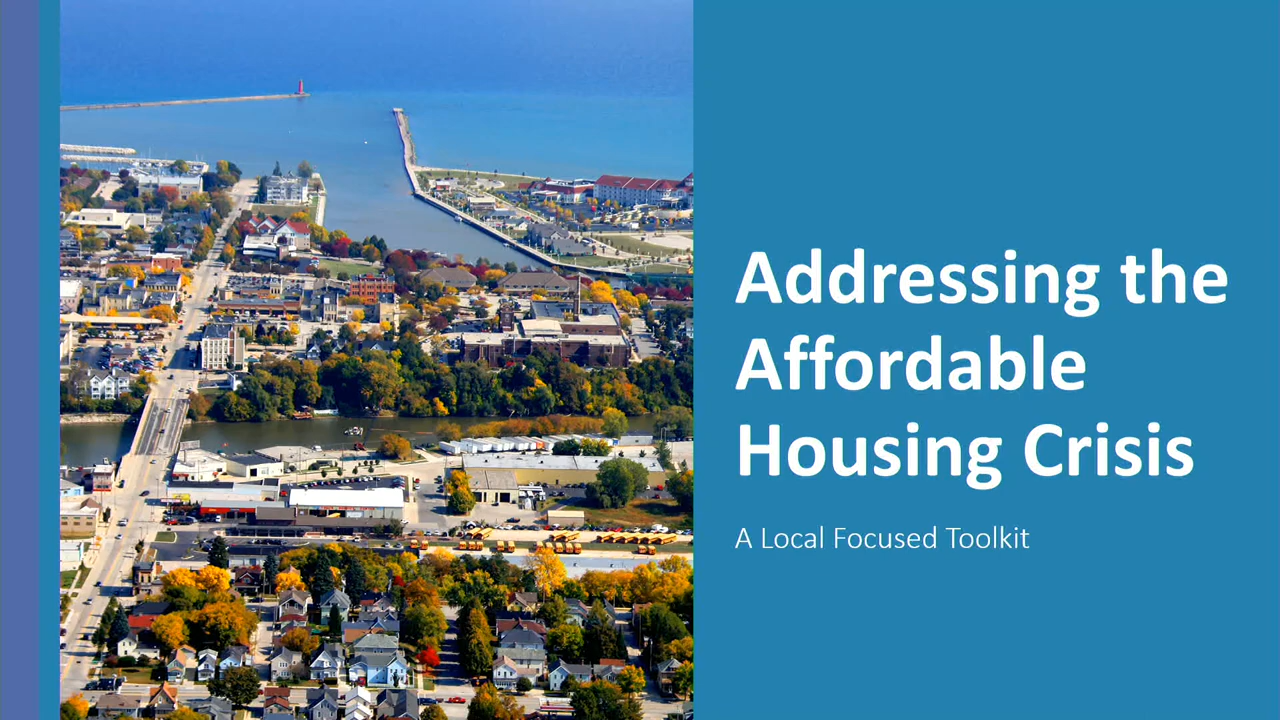 Addressing the
Affordable
Housing Crisis
A Local Focused Toolkit